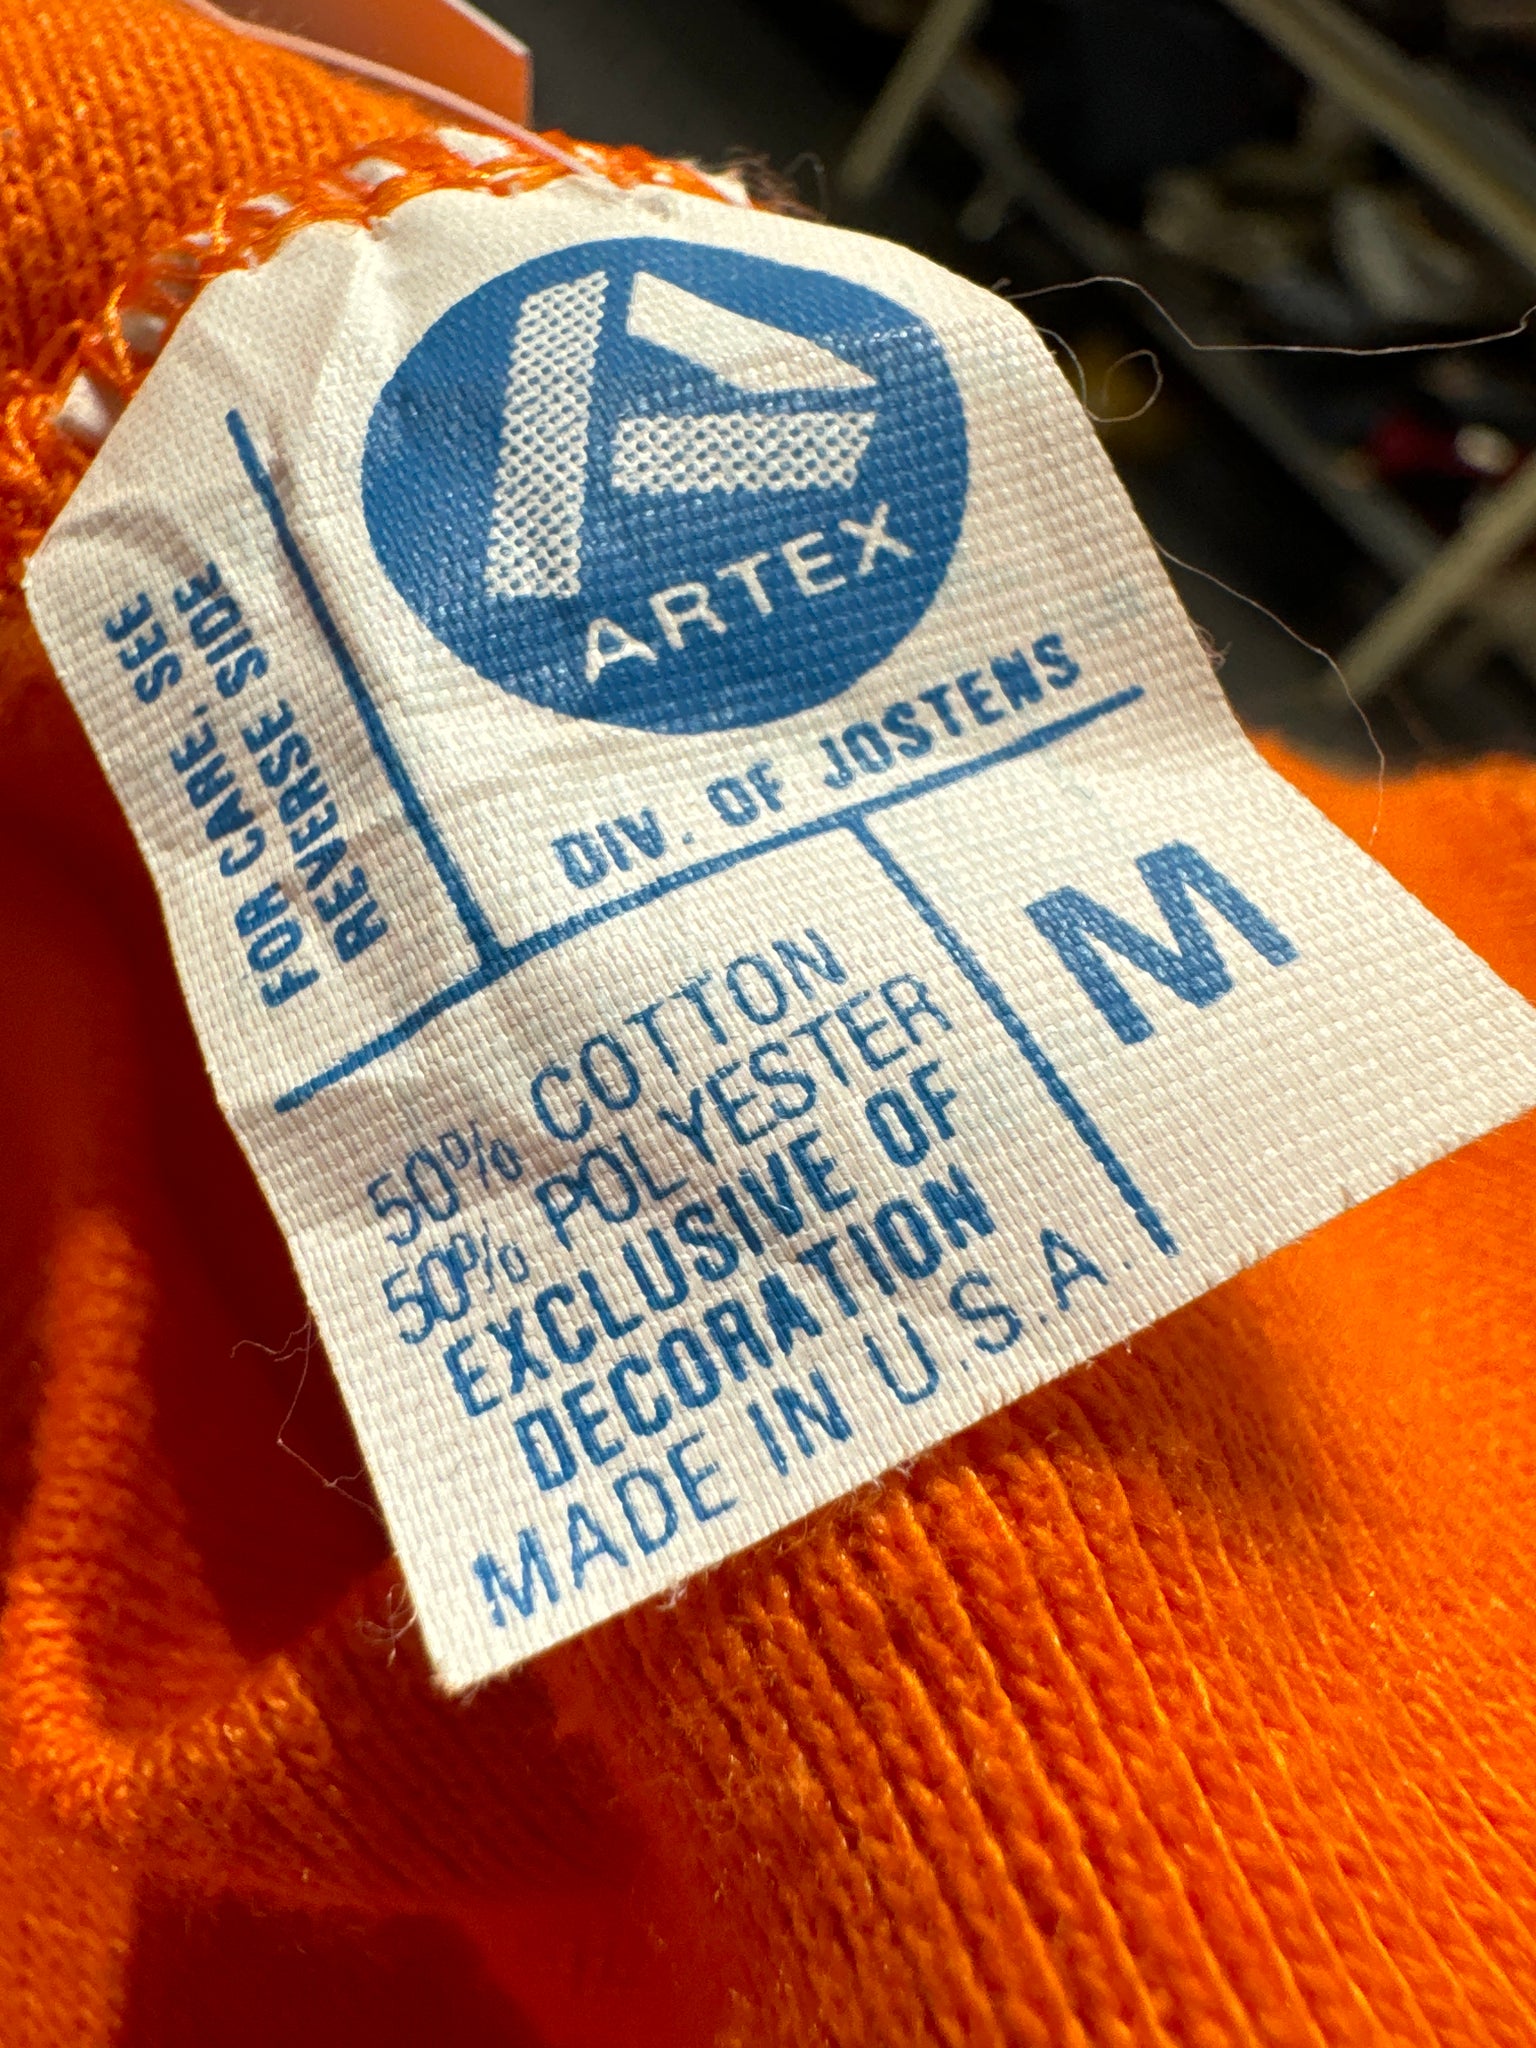 ARTEX
DIV. OF JOSTENS
FOR CARE, SEE
REVERSE SIDE
M
50% COTTON
50% POLYESTER
EXCLUSIVE OF
DECORATION
MADE IN U.S.A.